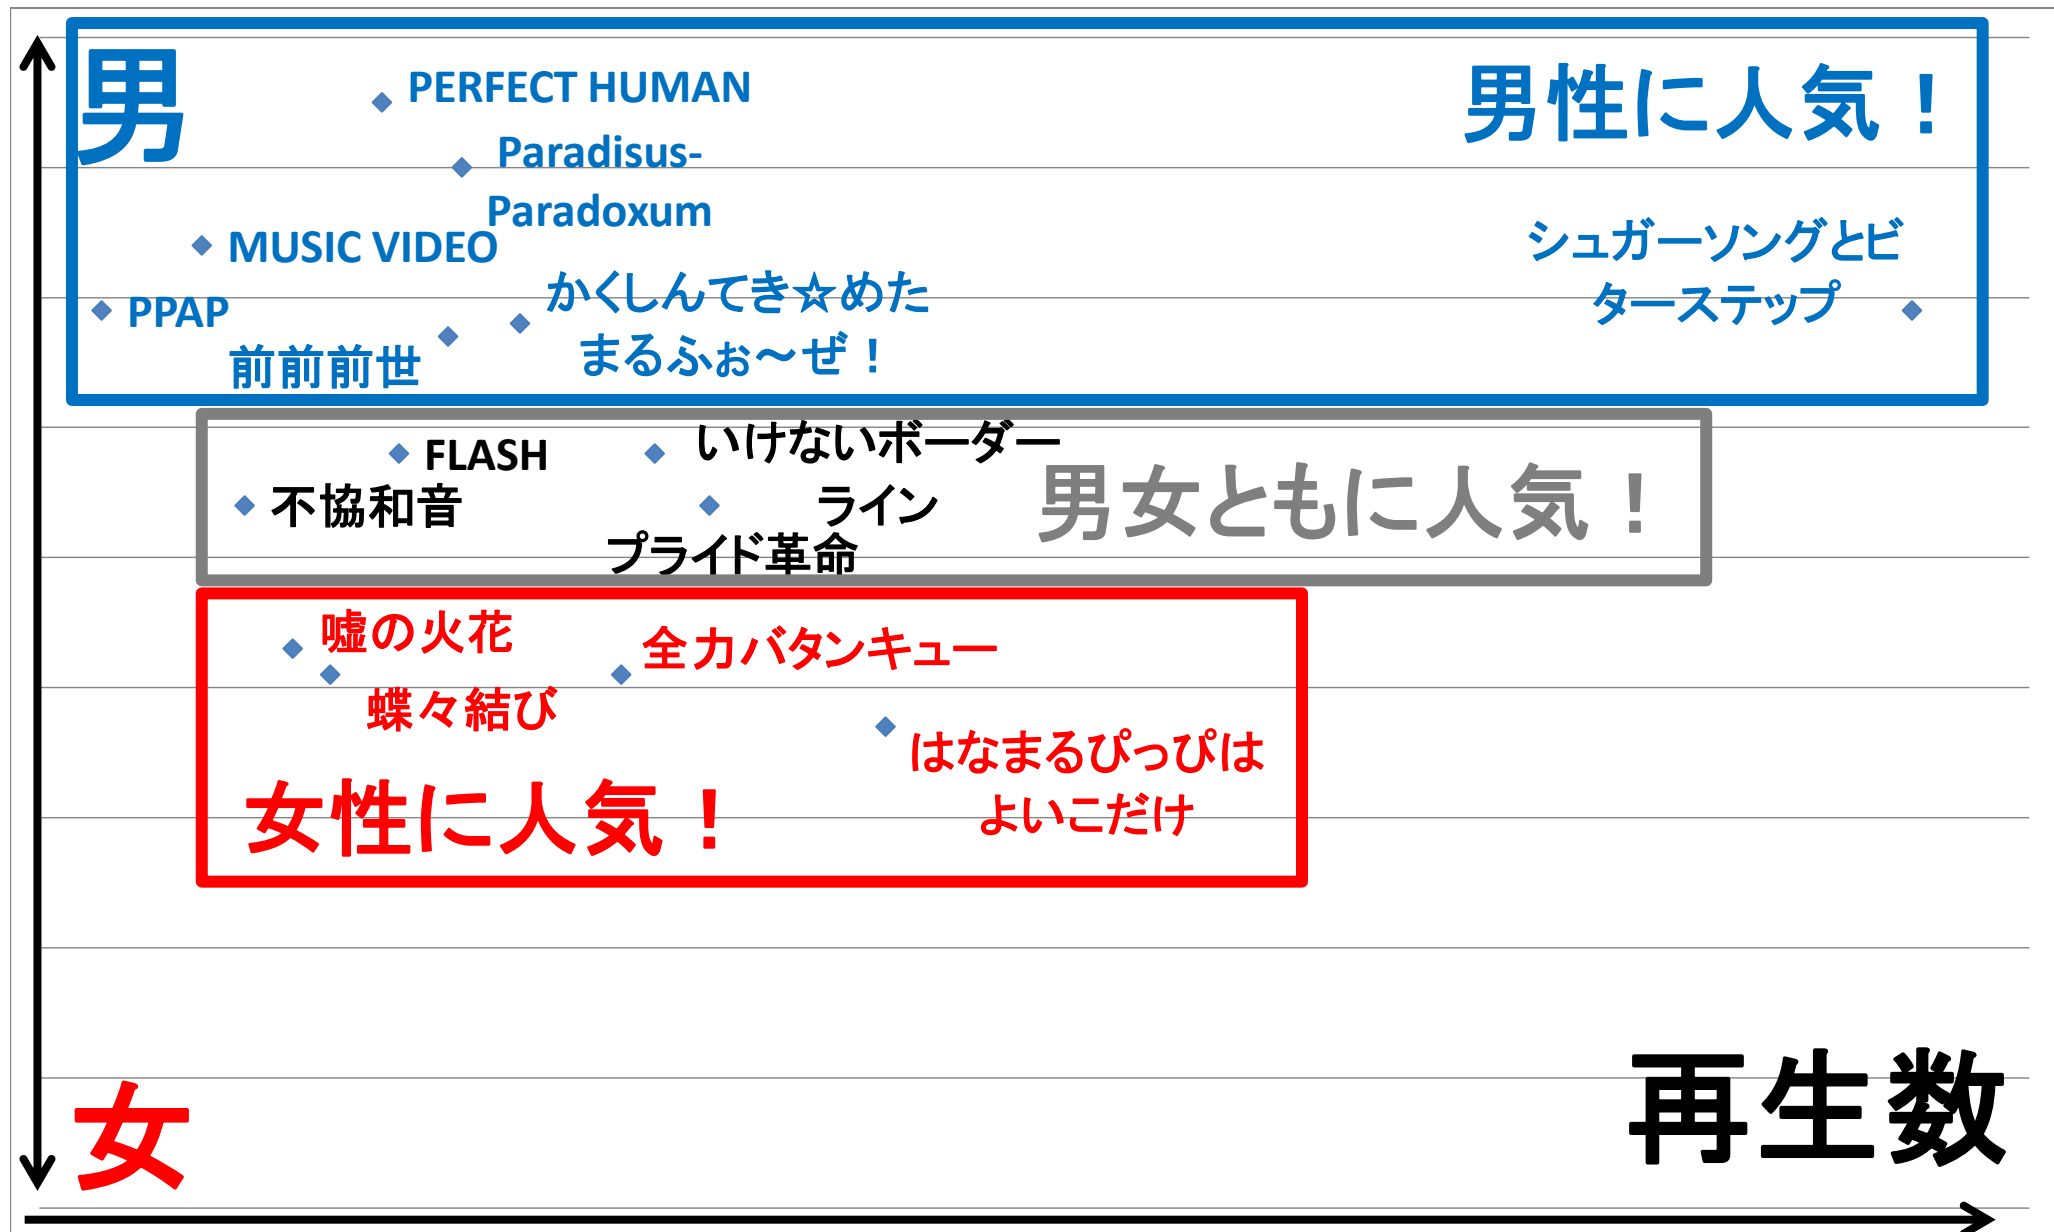 男
PERFECT HUMAN
男性に人気！
Paradisus-
Paradoxum
MUSIC VIDEO
シュガーソングとビ
ターステップ
PPAP
かくしんてき☆めた
まるふぉ～ぜ！
前前前世
FLASH
いけないボーダー
ライン
男女ともに人気！
不協和音
プライド革命
嘘の火花
全力バタンキュー
蝶々結び
はなまるぴっぴは
よいこだけ
女性に人気！
女
再生数